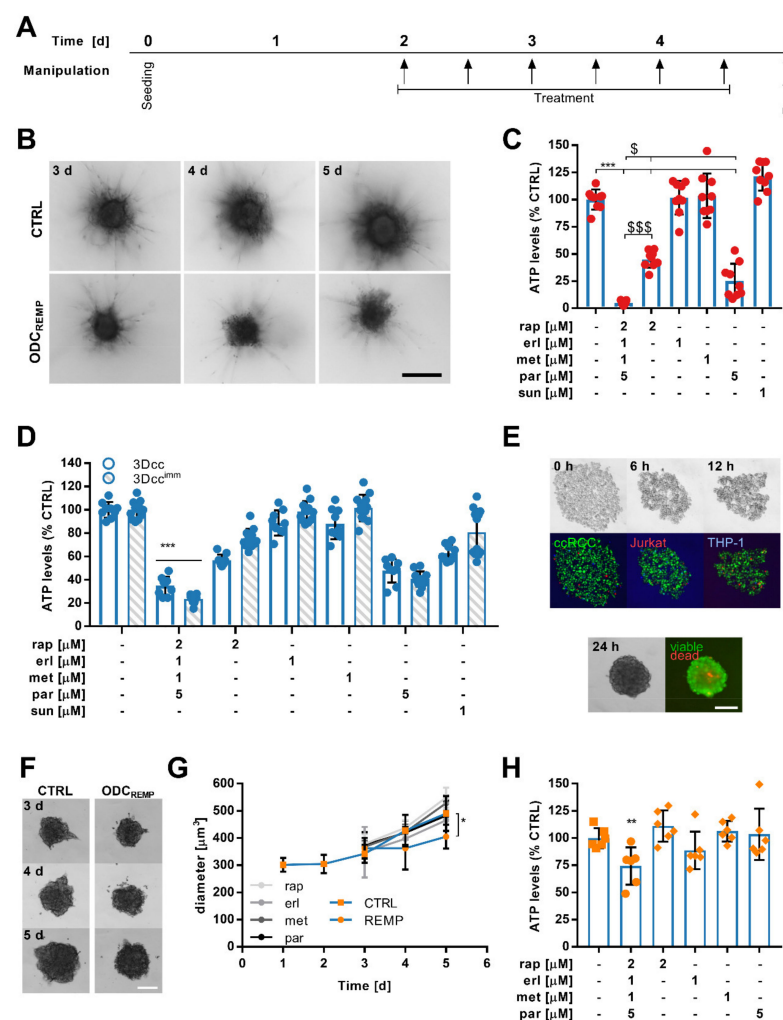 A
Time [d] 0 1 2 3 4
Manipulation
Seeding
Treatment
B
3 d 4 d 5 d
CTRL
ODCREMP
C
ATP levels (% CTRL)
150
125
100
75
50
25
0
***
$
$$$
rap [µM] - 2 2 - - - -
erl [µM] - 1 - 1 - - -
met [µM] - 1 - - 1 - -
par [µM] - 5 - - - 5 -
sun [µM] - - - - - - 1
D
3Dcc
3Dccimm
ATP levels (% CTRL)
140
120
100
80
60
40
20
0
***
rap [µM] - 2 2 - - - -
erl [µM] - 1 - 1 - - -
met [µM] - 1 - - 1 - -
par [µM] - 5 - - - 5 -
sun [µM] - - - - - - 1
E
0 h 6 h 12 h
ccRCC Jurkat THP-1
24 h viable
dead
F
CTRL ODCREMP
3 d
4 d
5 d
G
diameter [µm³]
600
500
400
300
200
100
0
*
rap
erl CTRL
met REMP
par
0 1 2 3 4 5 6
Time [d]
H
ATP levels (% CTRL)
150
125
100
75
50
25
0
**
rap [µM] - 2 2 - - -
erl [µM] - 1 - 1 - -
met [µM] - 1 - - 1 -
par [µM] - 5 - - - 5